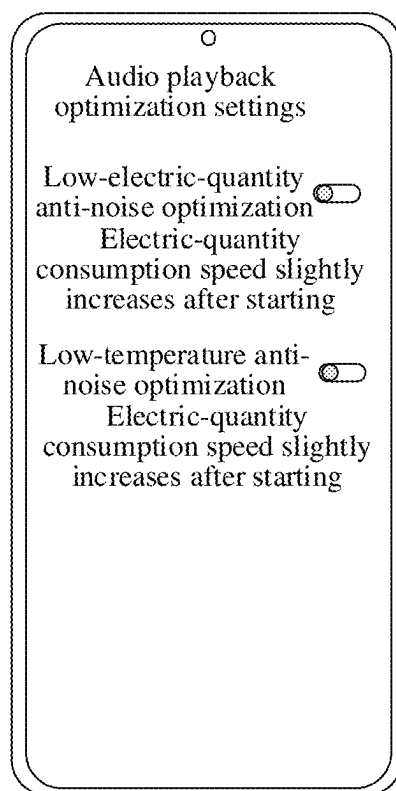 Audio playback
optimization settings
Low-electric-quantity
anti-noise optimization
Electric-quantity
consumption speed slightly
increases after starting
Low-temperature anti-
noise optimization
Electric-quantity
consumption speed slightly
increases after starting